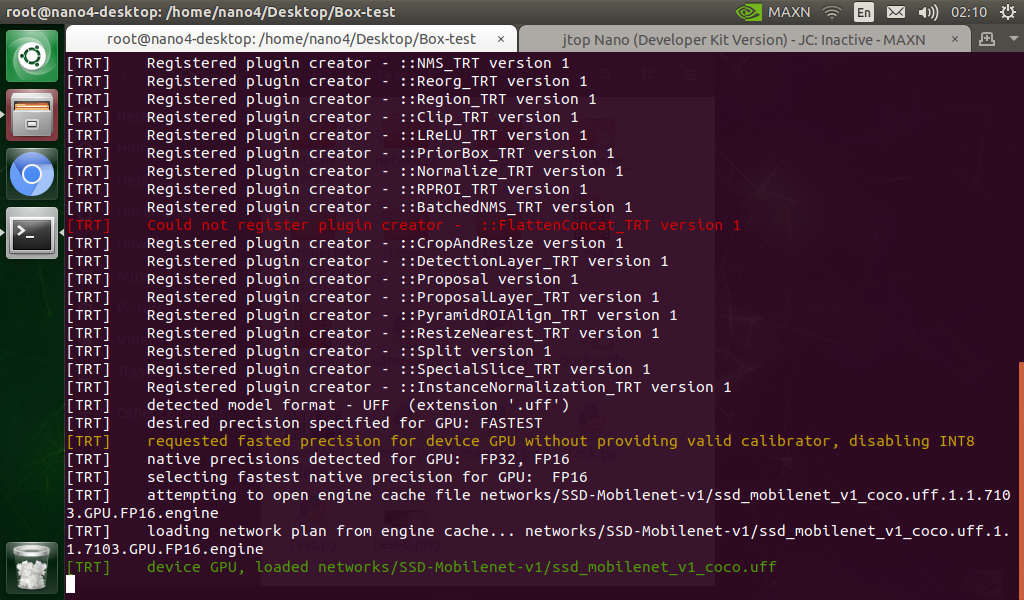 root@nano4-desktop: /home/nano4/Desktop/Box-test
MAXN
En
02:10
root@nano4-desktop: /home/nano4/Desktop/Box-test ×
jtop Nano (Developer Kit Version) - JC: Inactive - MAXN ×
[TRT]    Registered plugin creator - ::NMS_TRT version 1
[TRT]    Registered plugin creator - ::Reorg_TRT version 1
[TRT]    Registered plugin creator - ::Region_TRT version 1
[TRT]    Registered plugin creator - ::Clip_TRT version 1
[TRT]    Registered plugin creator - ::LReLU_TRT version 1
[TRT]    Registered plugin creator - ::PriorBox_TRT version 1
[TRT]    Registered plugin creator - ::Normalize_TRT version 1
[TRT]    Registered plugin creator - ::RPROI_TRT version 1
[TRT]    Registered plugin creator - ::BatchedNMS_TRT version 1
[TRT]    Could not register plugin creator -  ::FlattenConcat_TRT version 1
[TRT]    Registered plugin creator - ::CropAndResize version 1
[TRT]    Registered plugin creator - ::DetectionLayer_TRT version 1
[TRT]    Registered plugin creator - ::Proposal version 1
[TRT]    Registered plugin creator - ::ProposalLayer_TRT version 1
[TRT]    Registered plugin creator - ::PyramidROIAlign_TRT version 1
[TRT]    Registered plugin creator - ::ResizeNearest_TRT version 1
[TRT]    Registered plugin creator - ::Split version 1
[TRT]    Registered plugin creator - ::SpecialSlice_TRT version 1
[TRT]    Registered plugin creator - ::InstanceNormalization_TRT version 1
[TRT]    detected model format - UFF  (extension '.uff')
[TRT]    desired precision specified for GPU: FASTEST
[TRT]    requested fasted precision for device GPU without providing valid calibrator, disabling INT8
[TRT]    native precisions detected for GPU:  FP32, FP16
[TRT]    selecting fastest native precision for GPU:  FP16
[TRT]    attempting to open engine cache file networks/SSD-Mobilenet-v1/ssd_mobilenet_v1_coco.uff.1.1.710
3.GPU.FP16.engine
[TRT]    loading network plan from engine cache... networks/SSD-Mobilenet-v1/ssd_mobilenet_v1_coco.uff.1.
1.7103.GPU.FP16.engine
[TRT]    device GPU, loaded networks/SSD-Mobilenet-v1/ssd_mobilenet_v1_coco.uff